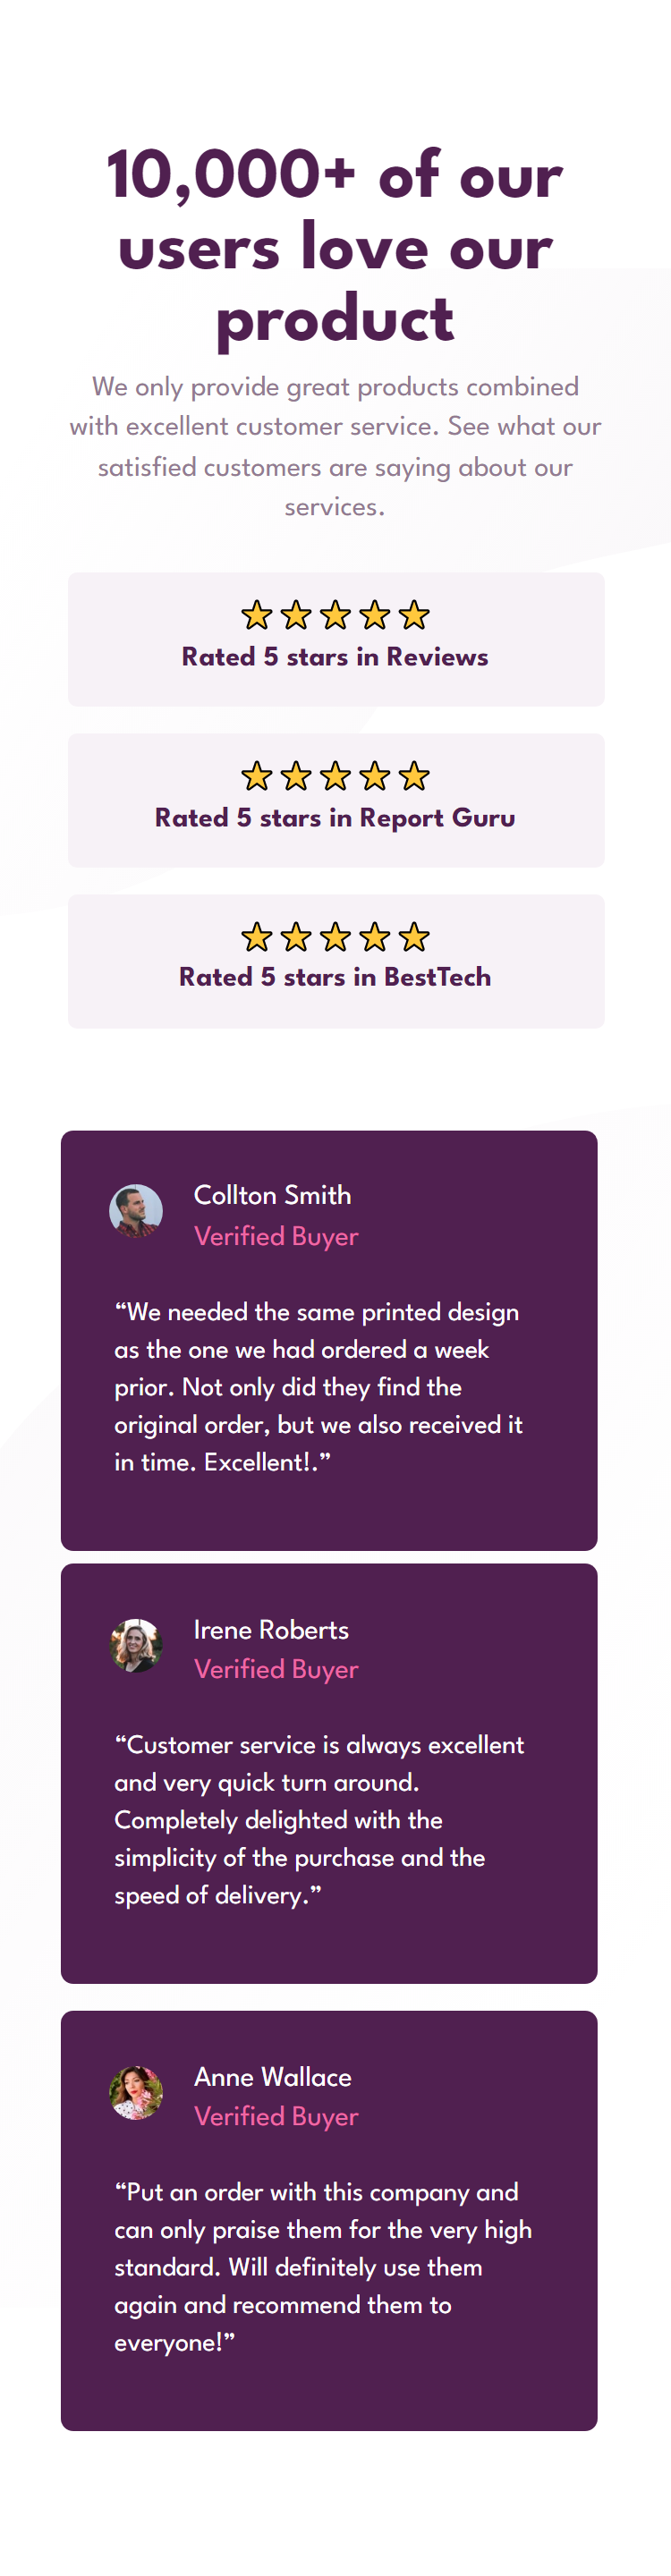 10,000+ of our
users love our
product
We only provide great products combined
with excellent customer service. See what our
satisfied customers are saying about our
services.
Rated 5 stars in Reviews
Rated 5 stars in Report Guru
Rated 5 stars in BestTech
Collton Smith
Verified Buyer
“We needed the same printed design
as the one we had ordered a week
prior. Not only did they find the
original order, but we also received it
in time. Excellent!.”
Irene Roberts
Verified Buyer
“Customer service is always excellent
and very quick turn around.
Completely delighted with the
simplicity of the purchase and the
speed of delivery.”
Anne Wallace
Verified Buyer
“Put an order with this company and
can only praise them for the very high
standard. Will definitely use them
again and recommend them to
everyone!”